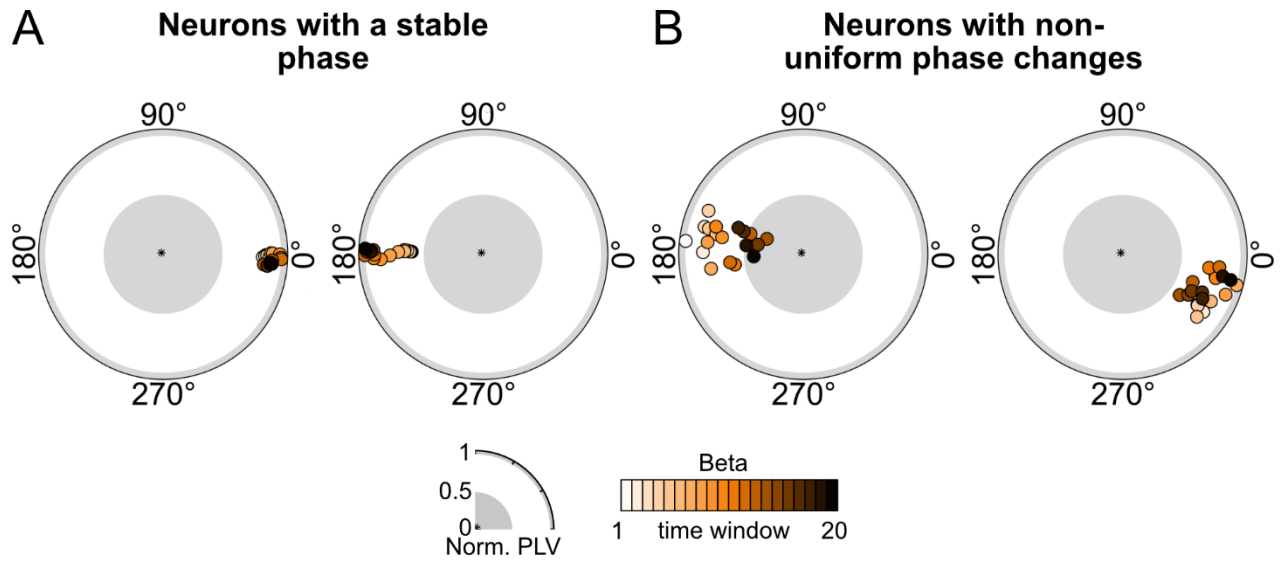 A
Neurons with a stable
phase
B
Neurons with non-
uniform phase changes
90°
180°
0°
270°
90°
180°
0°
270°
90°
180°
0°
270°
90°
180°
0°
270°
1
0.5
0
Norm. PLV
Beta
1 time window 20